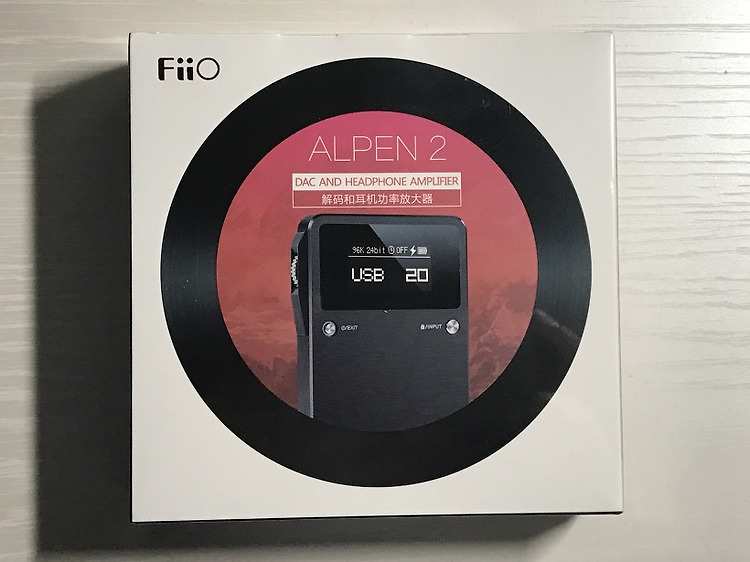 FiiO
ALPEN 2
DAC AND HEADPHONE AMPLIFIER
解码和耳机功率放大器
96K 24bit OFF
USB 20
⏻/EXIT
/INPUT